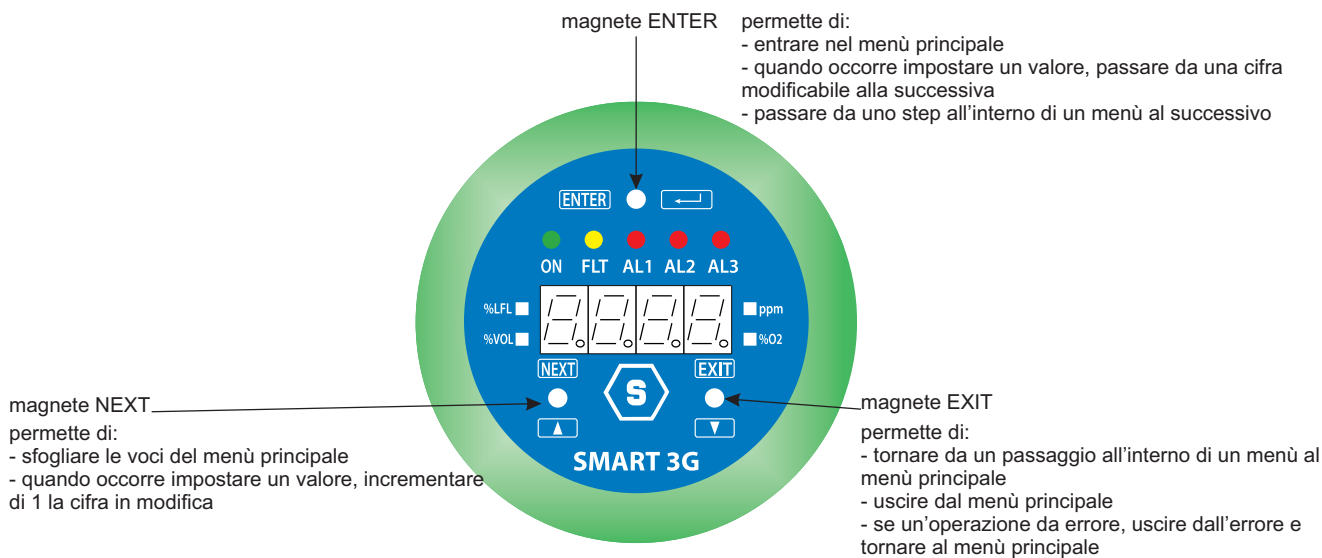 magnete ENTER
permette di:
- entrare nel menù principale
- quando occorre impostare un valore, passare da una cifra
modificabile alla successiva
- passare da uno step all'interno di un menù al successivo
ENTER
ON FLT AL1 AL2 AL3
%LFL
ppm
%VOL
%O2
NEXT
EXIT
S
SMART 3G
magnete NEXT
permette di:
- sfogliare le voci del menù principale
- quando occorre impostare un valore, incrementare
di 1 la cifra in modifica
magnete EXIT
permette di:
- tornare da un passaggio all'interno di un menù al
menù principale
- uscire dal menù principale
- se un'operazione da errore, uscire dall'errore e
tornare al menù principale